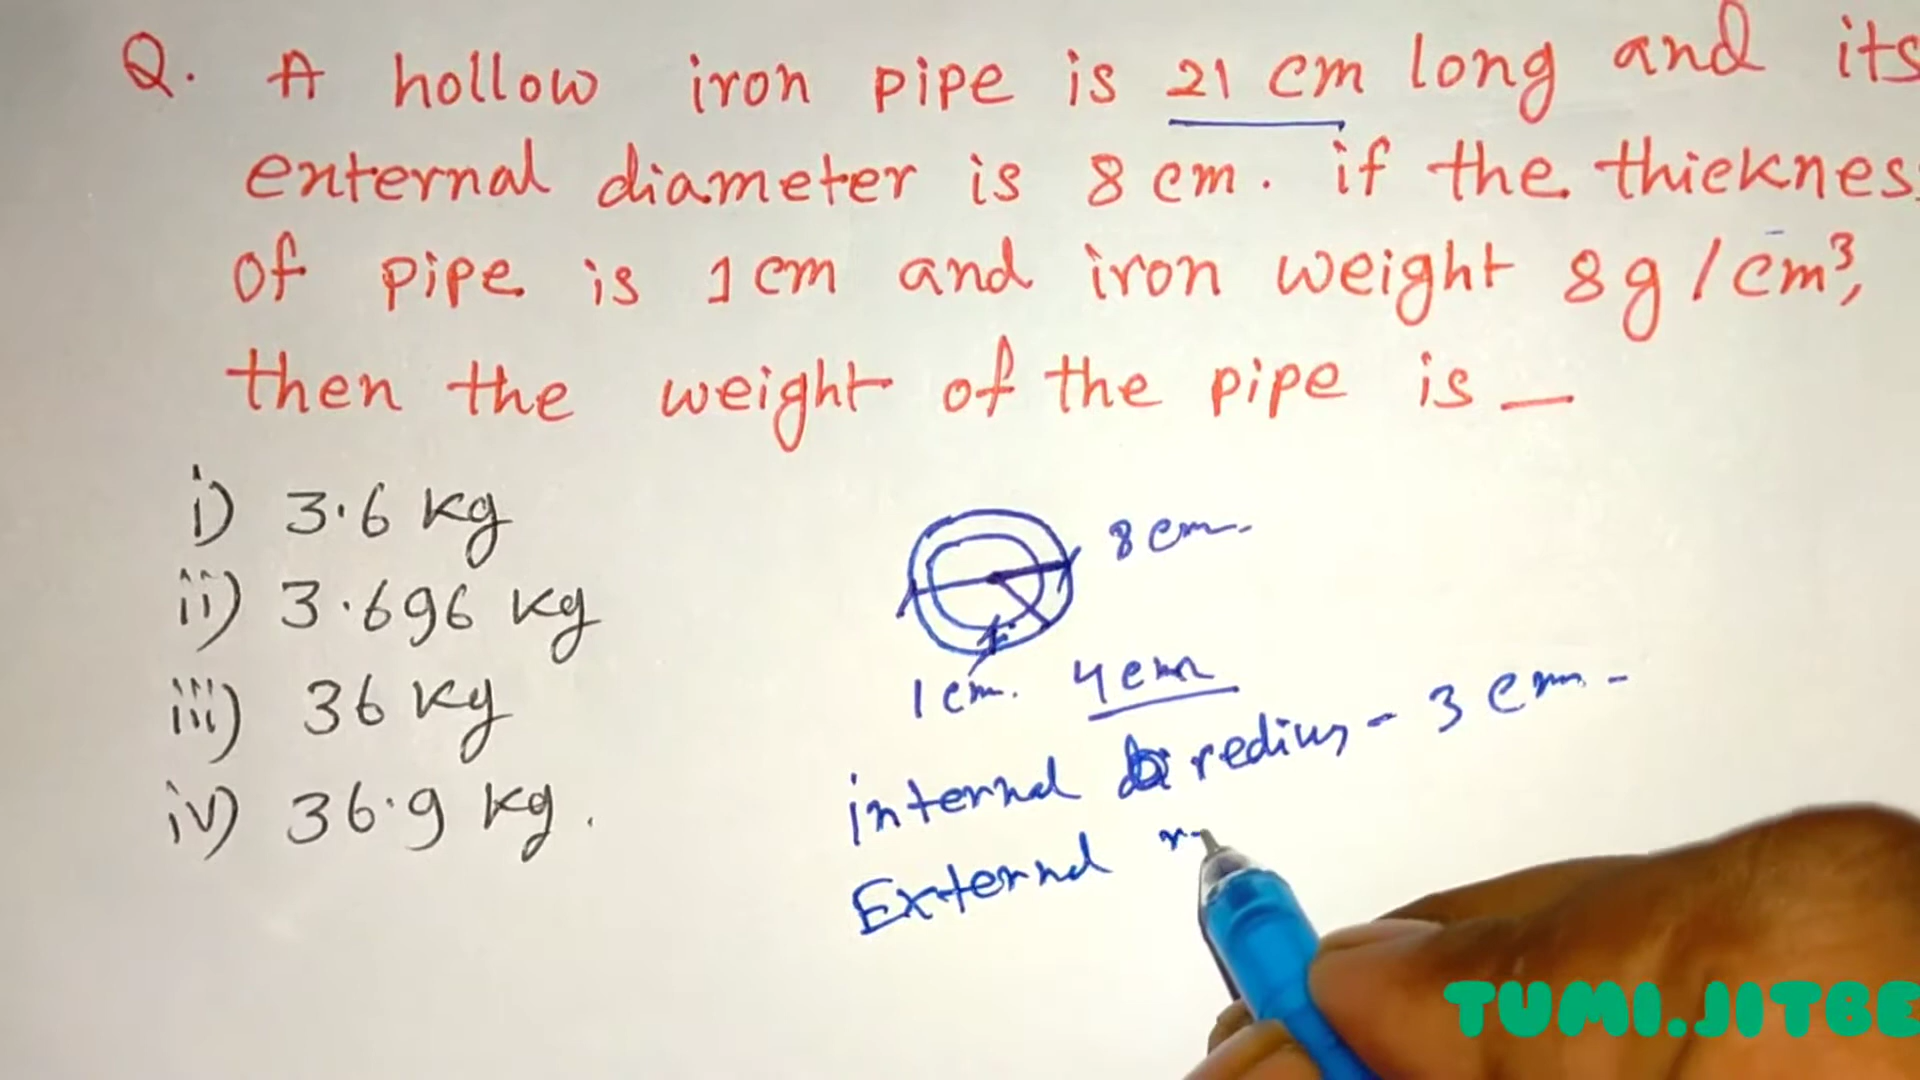 Q. A hollow iron pipe is 21 cm long and its
external diameter is 8 cm. if the thicknes
of pipe is 1 cm and iron weight 8g/cm³,
then the weight of the pipe is _
i) 3.6 kg
ii) 3.696 kg
iii) 36 kg
iv) 36.9 kg.
8 cm.
1 cm. 4 cm
internal redius - 3 cm.
External
TUMI.JITBE